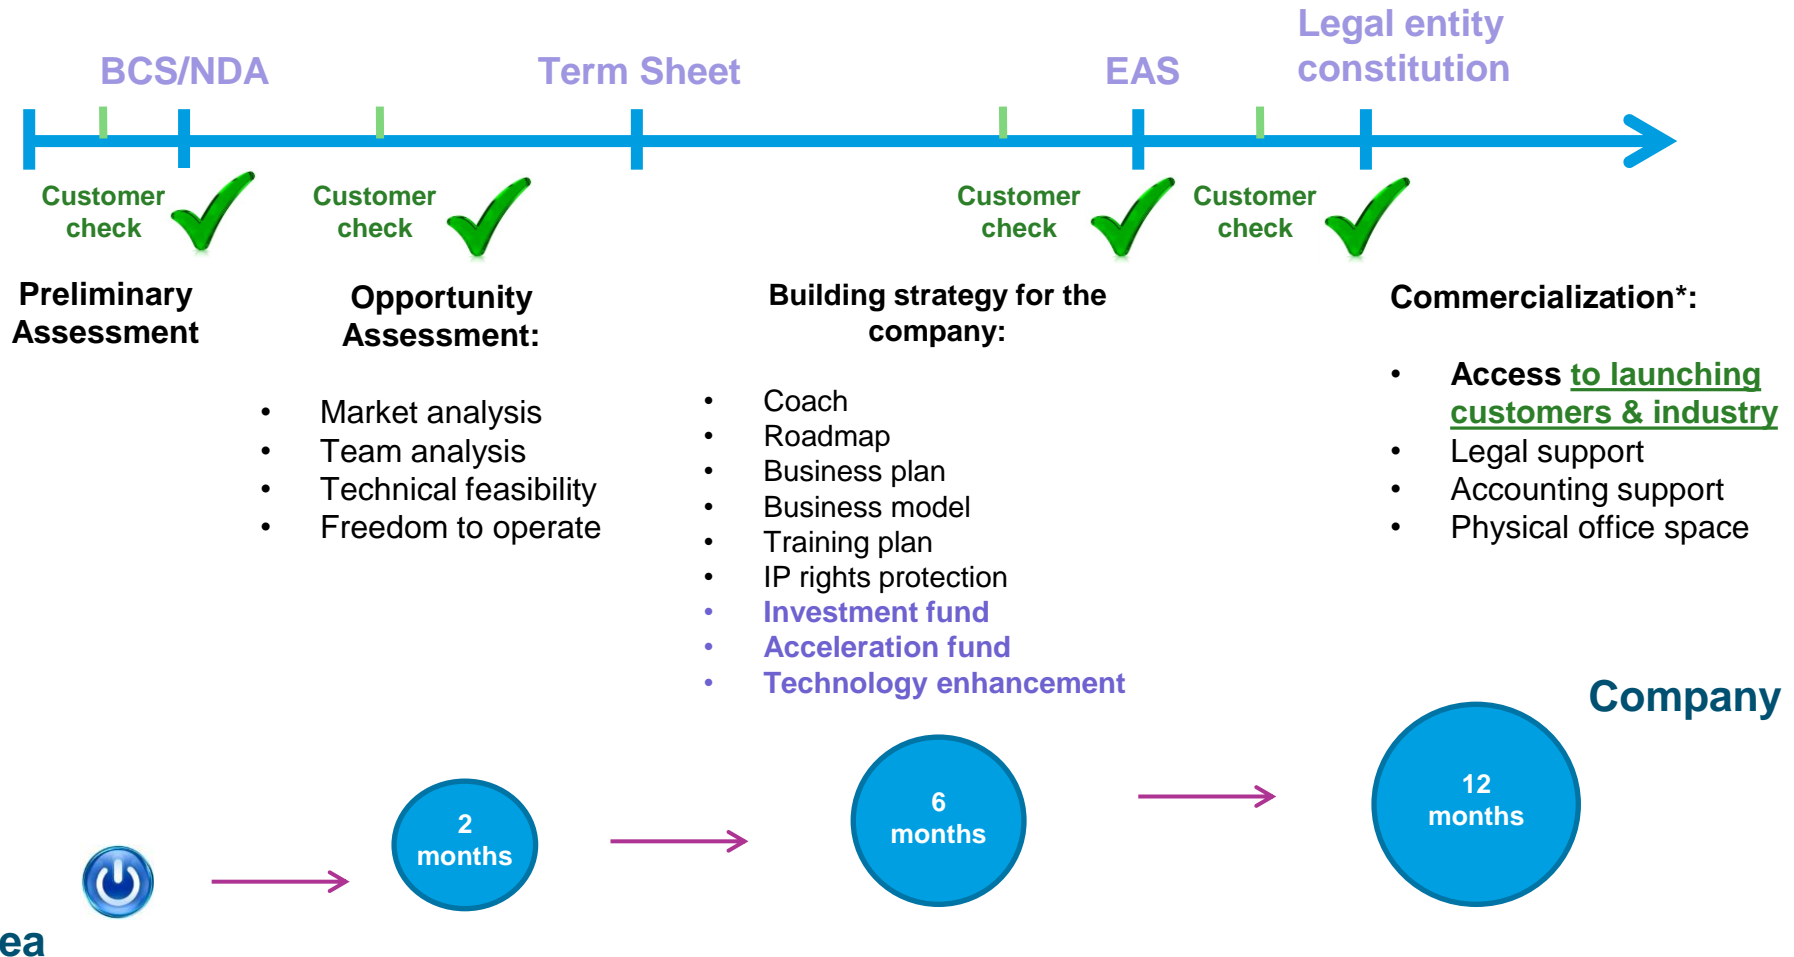 Legal entity
constitution
BCS/NDA
Term Sheet
EAS
Customer
check
Customer
check
Customer
check
Customer
check
Preliminary
Assessment
Opportunity
Assessment:
• Market analysis
• Team analysis
• Technical feasibility
• Freedom to operate
Building strategy for the
company:
• Coach
• Roadmap
• Business plan
• Business model
• Training plan
• IP rights protection
• Investment fund
• Acceleration fund
• Technology enhancement
Commercialization*:
• Access to launching
customers & industry
• Legal support
• Accounting support
• Physical office space
Company
2
months
6
months
12
months
ea